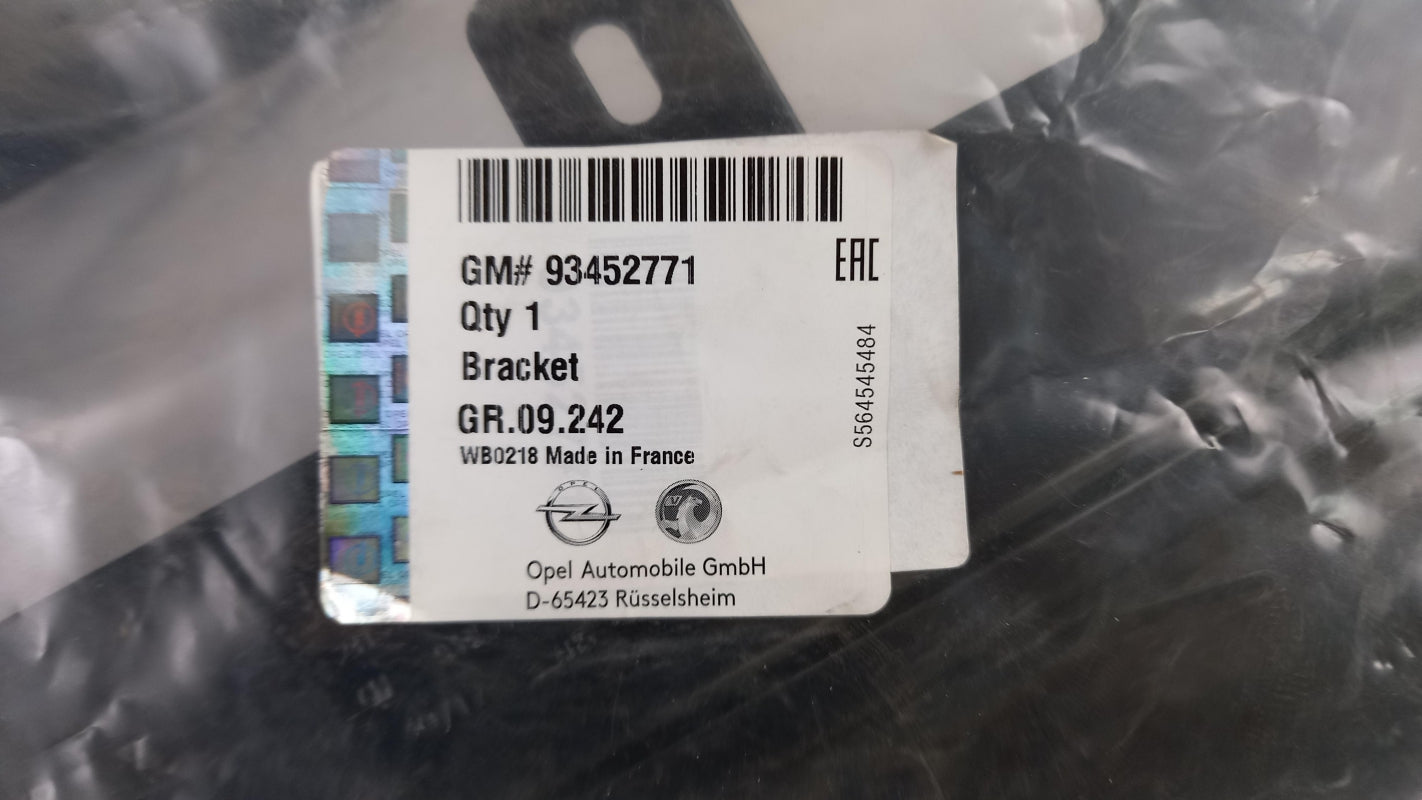 GM# 93452771
EAC
Qty 1
Bracket
GR.09.242
WB0218 Made in France
S564545484
OPEL
V
Opel Automobile GmbH
D-65423 Rüsselsheim